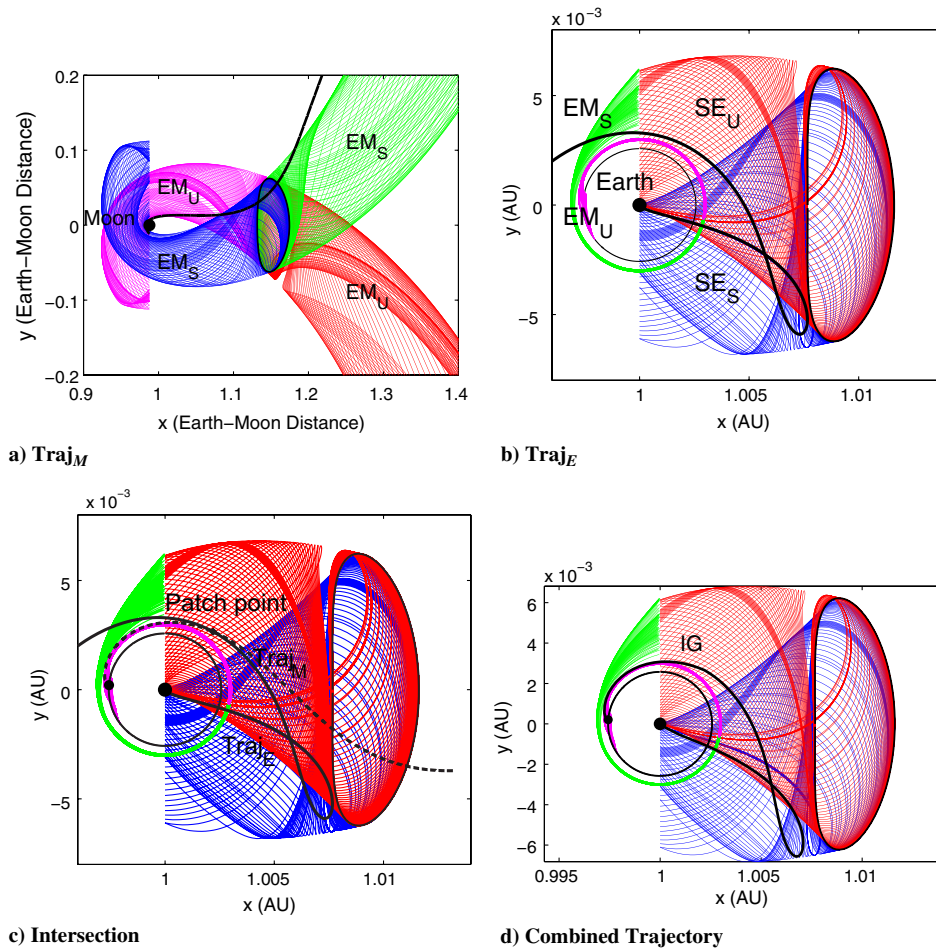 0.2
0.1
0
−0.1
−0.2
0.9
1
1.1
1.2
1.3
1.4
y (Earth−Moon Distance)
x (Earth−Moon Distance)
EM_S
EM_U
Moon
EM_S
EM_U
a) Traj_M
x 10^−3
5
0
−5
1
1.005
1.01
y (AU)
x (AU)
EM_S
SE_U
Earth
EM_U
SE_S
b) Traj_E
x 10^−3
5
0
−5
1
1.005
1.01
y (AU)
x (AU)
Patch point
Traj_M
Traj_E
c) Intersection
x 10^−3
6
4
2
0
−2
−4
−6
0.995
1
1.005
1.01
y (AU)
x (AU)
IG
d) Combined Trajectory